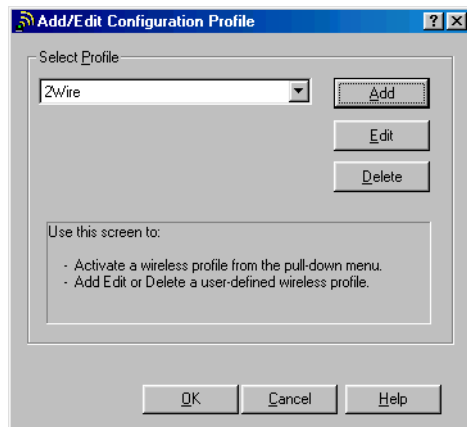 Add/Edit Configuration Profile
Select Profile
2Wire
Add
Edit
Delete
Use this screen to:
- Activate a wireless profile from the pull-down menu.
- Add Edit or Delete a user-defined wireless profile.
OK
Cancel
Help